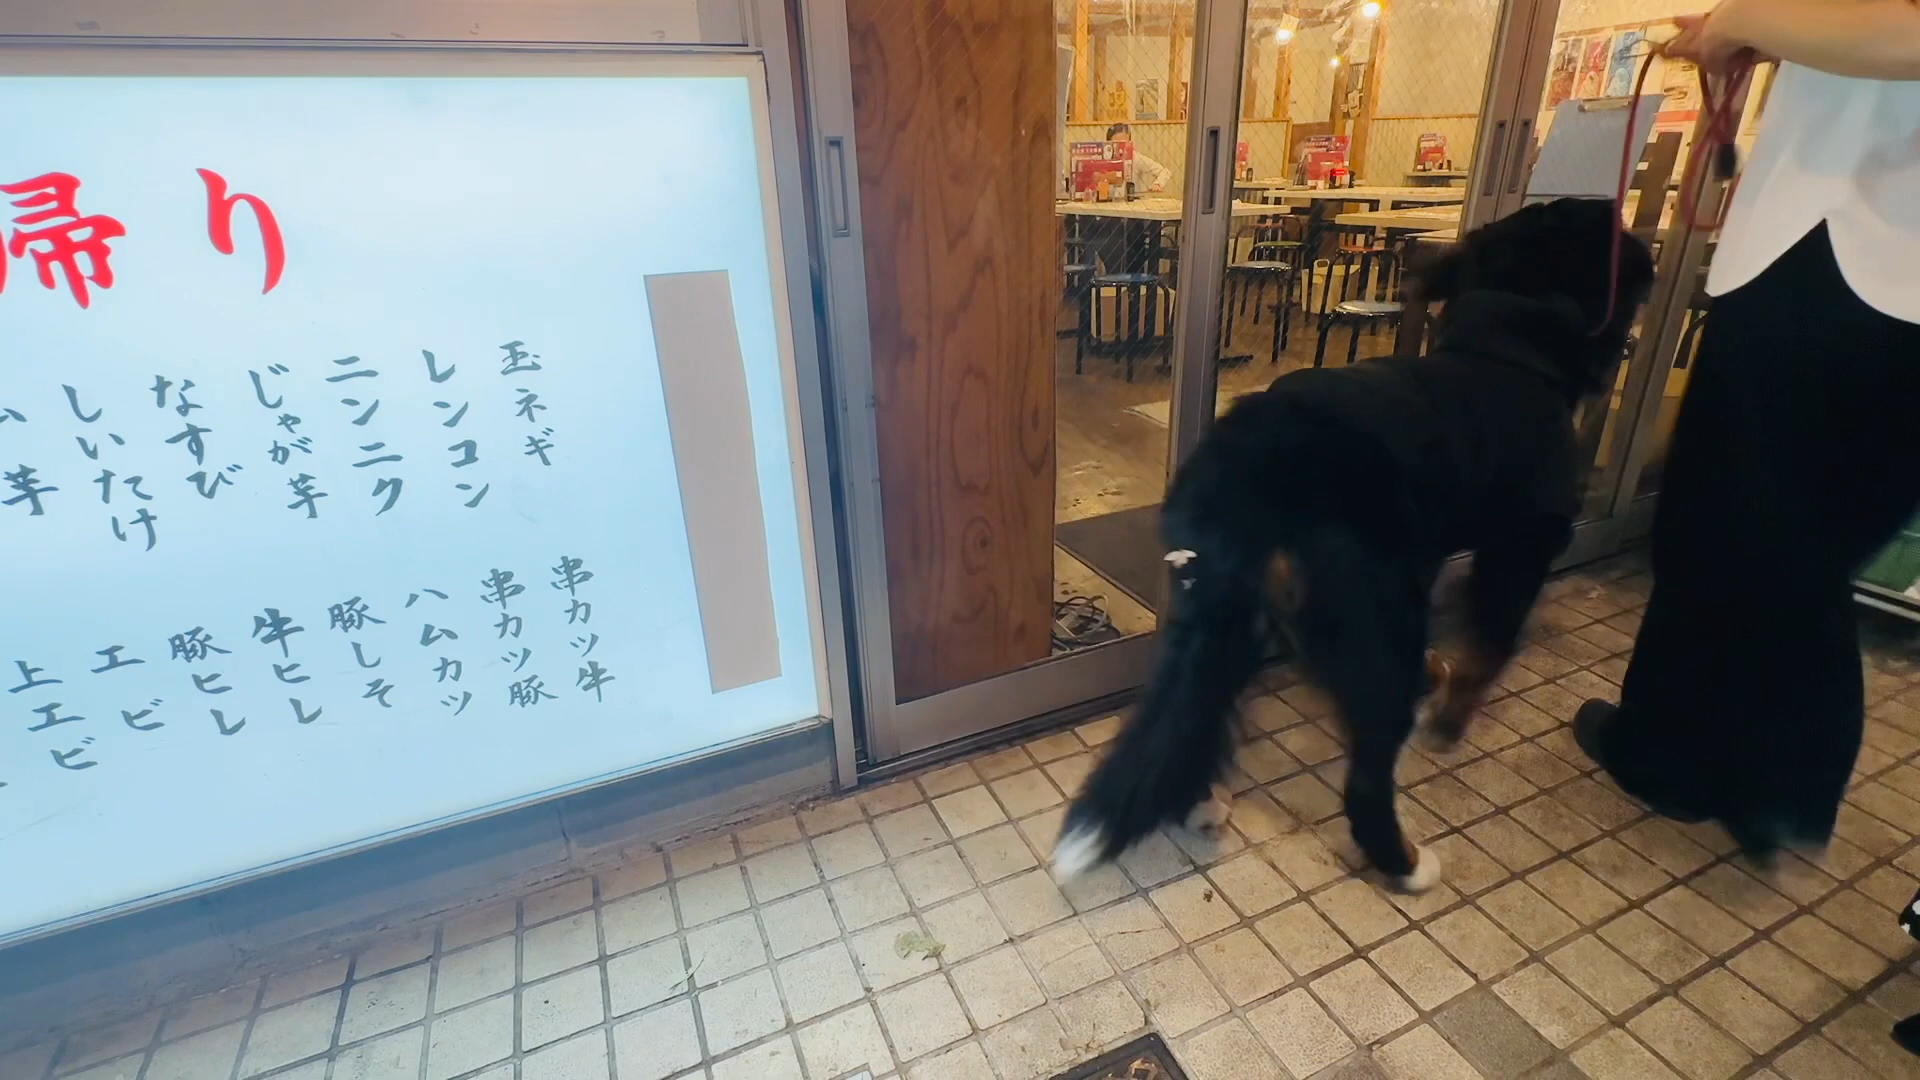 帰り
玉ネギ
レンコン
ニンニク
じゃが芋
なすび
しいたけ
串カツ牛
串カツ豚
ハムカツ
豚しそ
牛ヒレ
豚ヒレ
エビ
上エビ